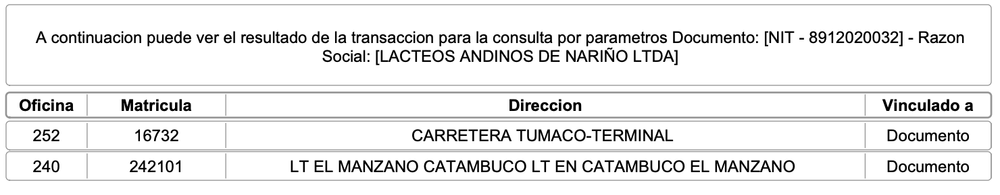 A continuacion puede ver el resultado de la transaccion para la consulta por parametros Documento: [NIT - 8912020032] - Razon
Social: [LACTEOS ANDINOS DE NARIÑO LTDA]
Oficina Matricula Direccion Vinculado a
252 16732 CARRETERA TUMACO-TERMINAL Documento
240 242101 LT EL MANZANO CATAMBUCO LT EN CATAMBUCO EL MANZANO Documento